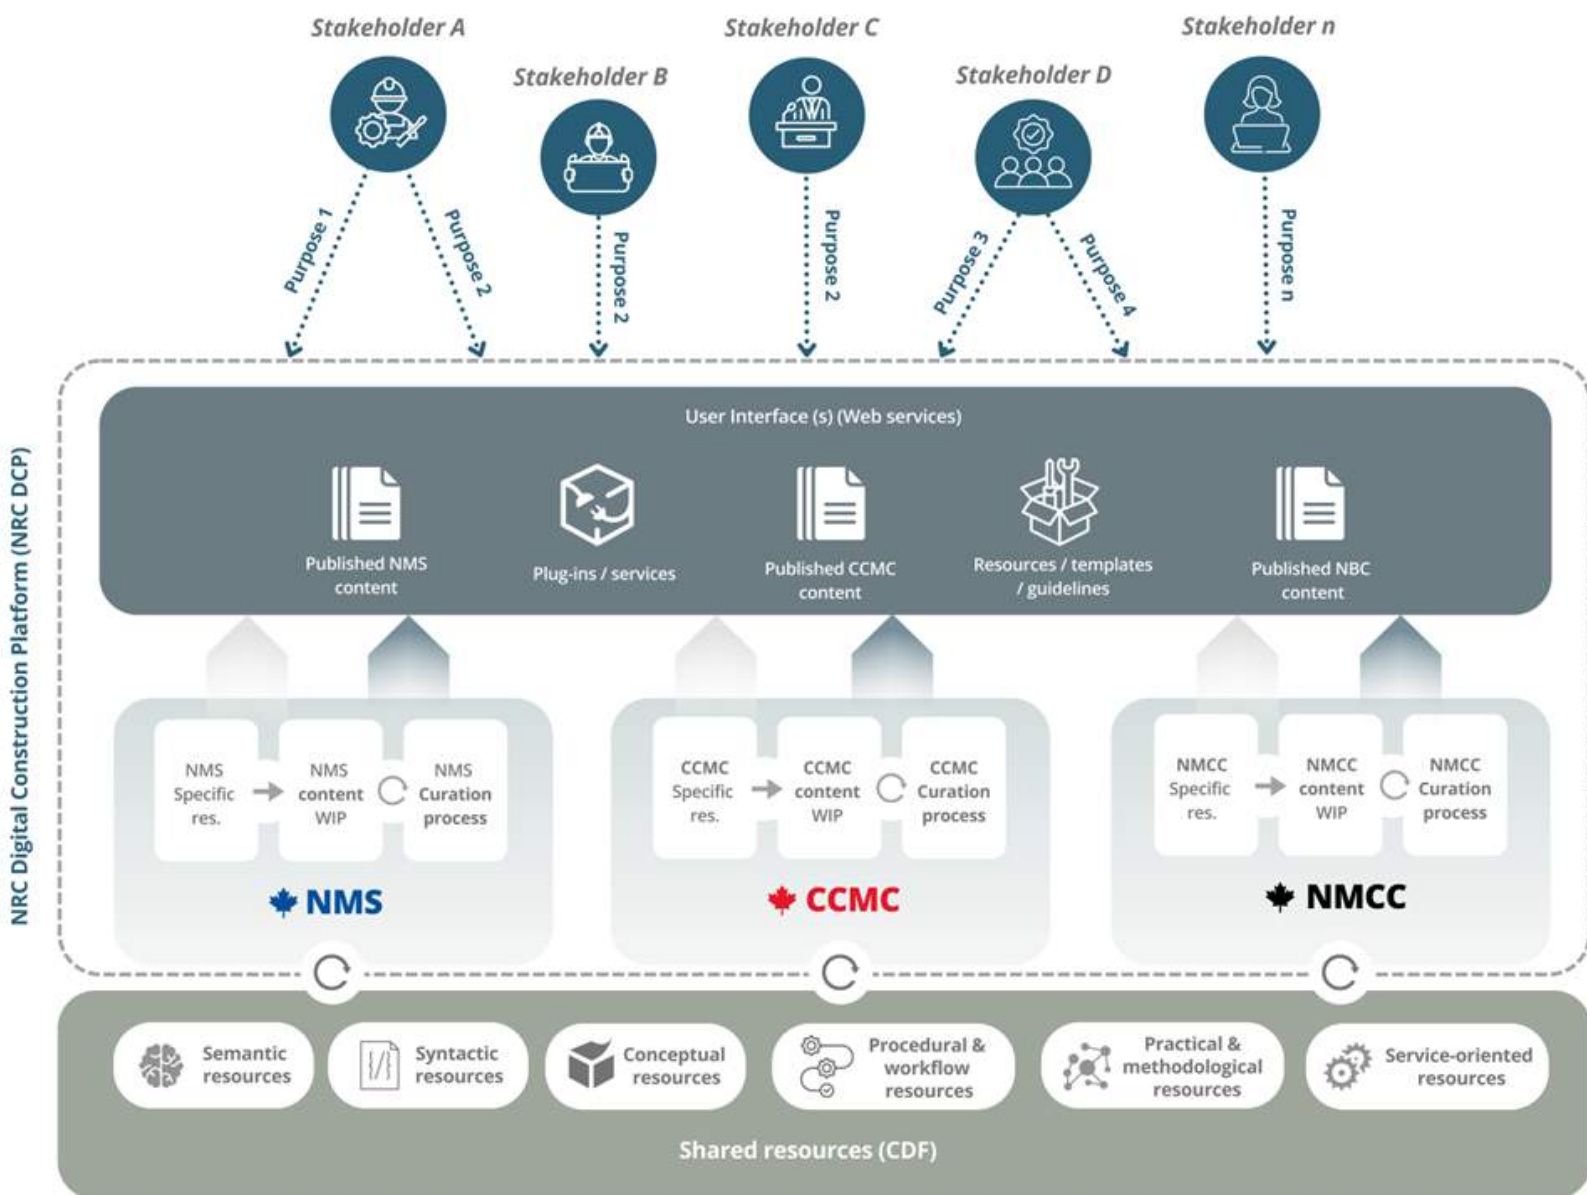 Stakeholder A
Stakeholder B
Stakeholder C
Stakeholder D
Stakeholder n
Purpose 1
Purpose 2
Purpose 2
Purpose 2
Purpose 3
Purpose 4
Purpose n
NRC Digital Construction Platform (NRC DCP)
User Interface (s) (Web services)
Published NMS
content
Plug-ins / services
Published CCMC
content
Resources / templates
/ guidelines
Published NBC
content
NMS
Specific
res.
NMS
content
WIP
NMS
Curation
process
NMS
CCMC
Specific
res.
CCMC
content
WIP
CCMC
Curation
process
CCMC
NMCC
Specific
res.
NMCC
content
WIP
NMCC
Curation
process
NMCC
Semantic
resources
Syntactic
resources
Conceptual
resources
Procedural &
workflow
resources
Practical &
methodological
resources
Service-oriented
resources
Shared resources (CDF)